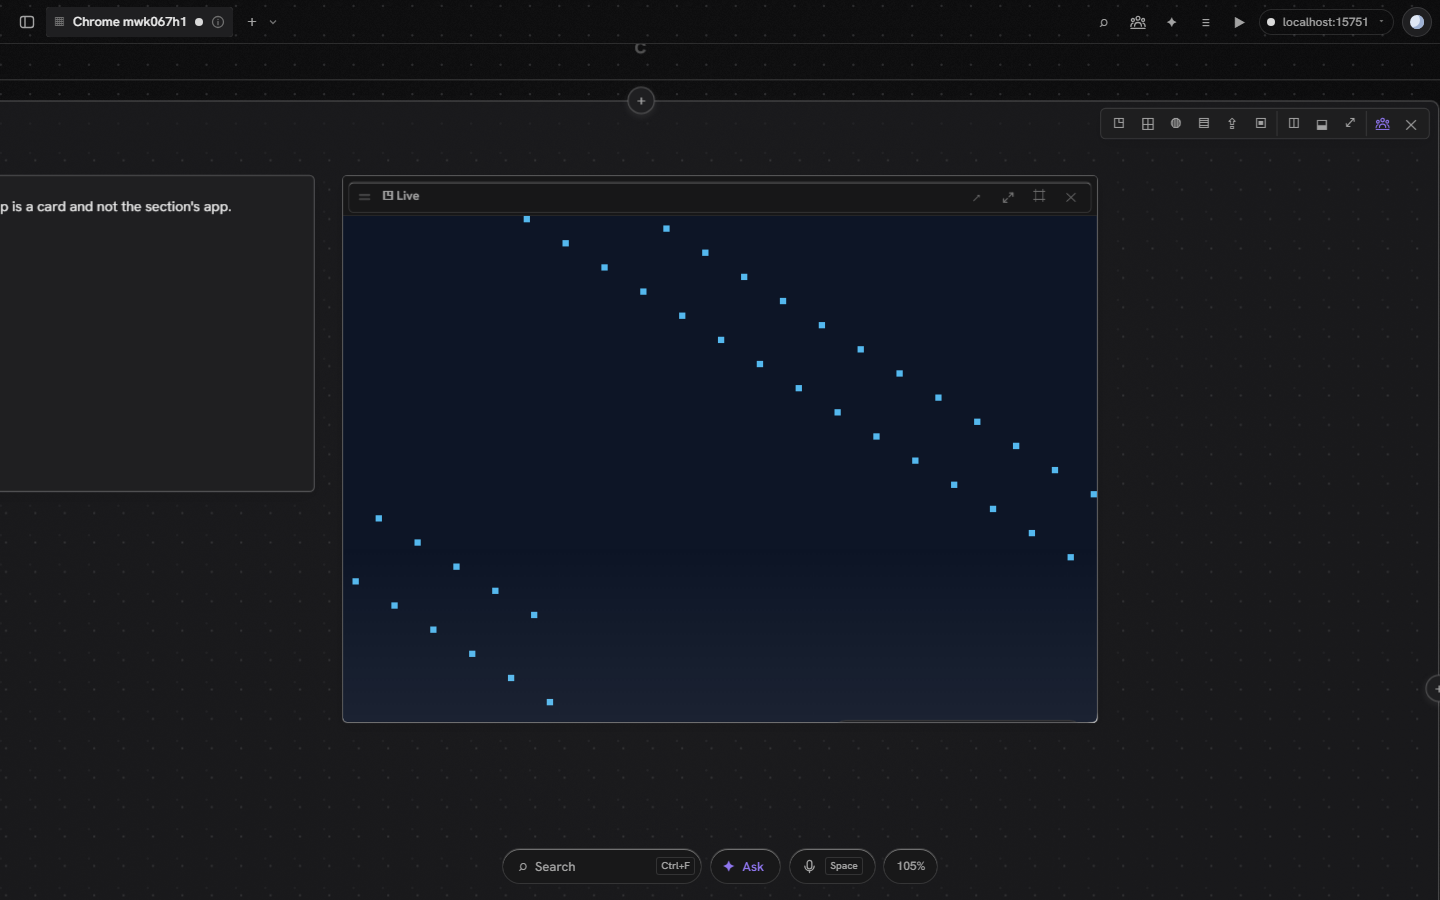 Chrome mwk067h1
localhost:15751
C
p is a card and not the section's app.
Live
Search
Ctrl+F
Ask
Space
105%